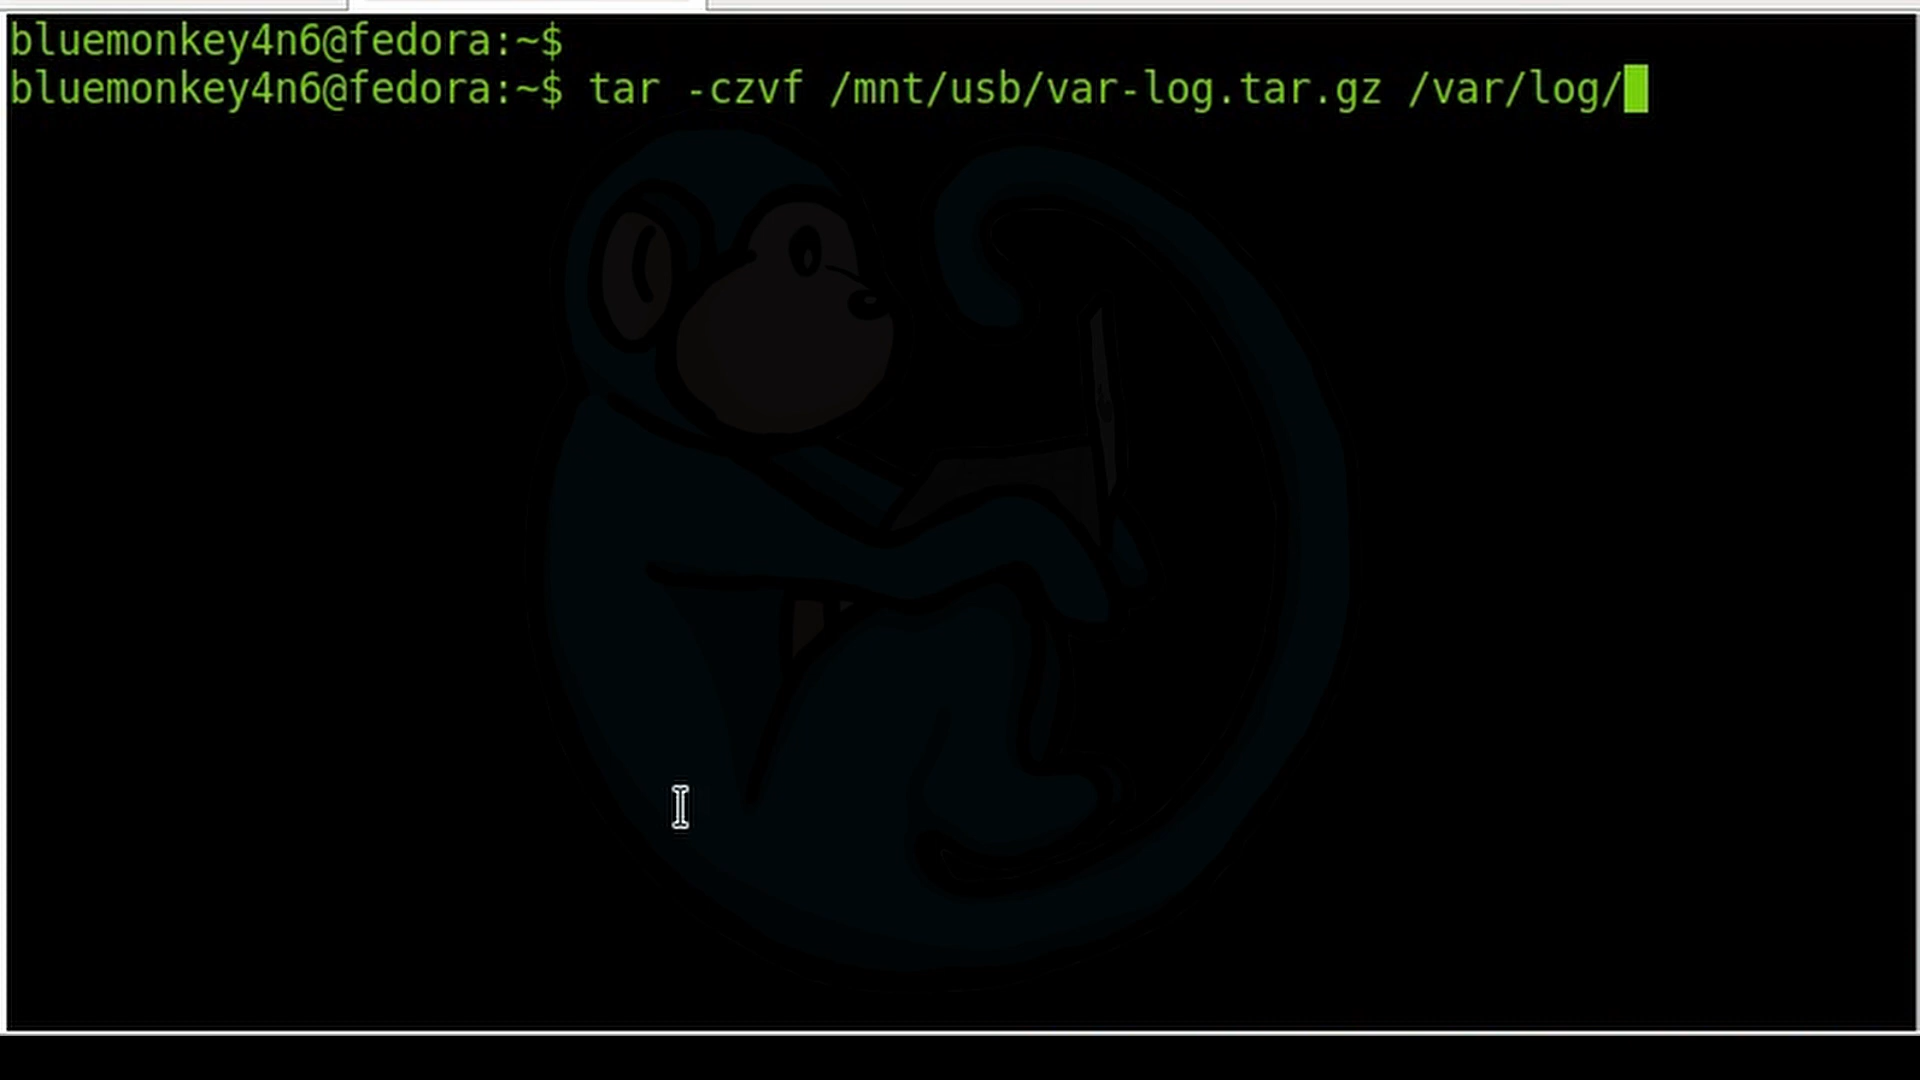 bluemonkey4n6@fedora:~$
bluemonkey4n6@fedora:~$ tar -czvf /mnt/usb/var-log.tar.gz /var/log/